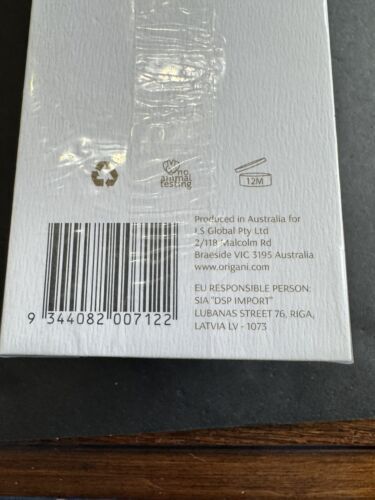 no
animal
testing
12M
Produced in Australia for
LS Global Pty Ltd
2/118 Malcolm Rd
Braeside VIC 3195 Australia
www.origani.com
EU RESPONSIBLE PERSON:
SIA "DSP IMPORT"
LUBANAS STREET 76, RIGA,
LATVIA LV - 1073
9 344082 007122